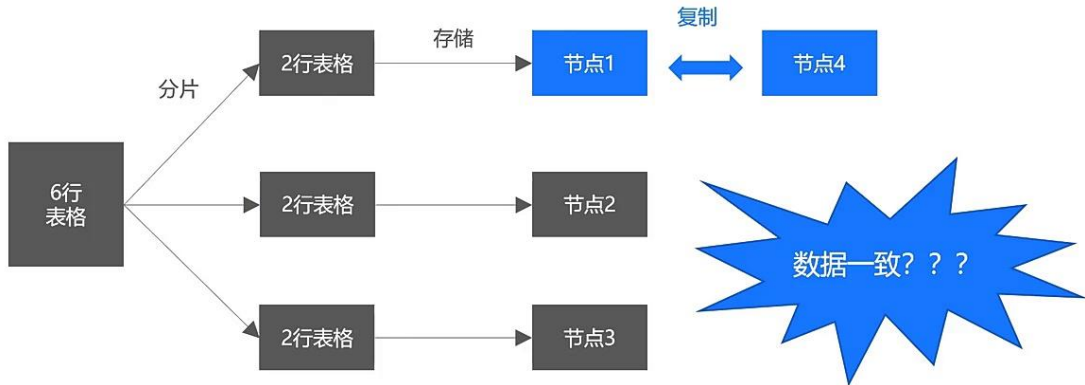 复制
存储
2行表格
节点1
节点4
分片
6行
表格
2行表格
节点2
数据一致？？？
2行表格
节点3